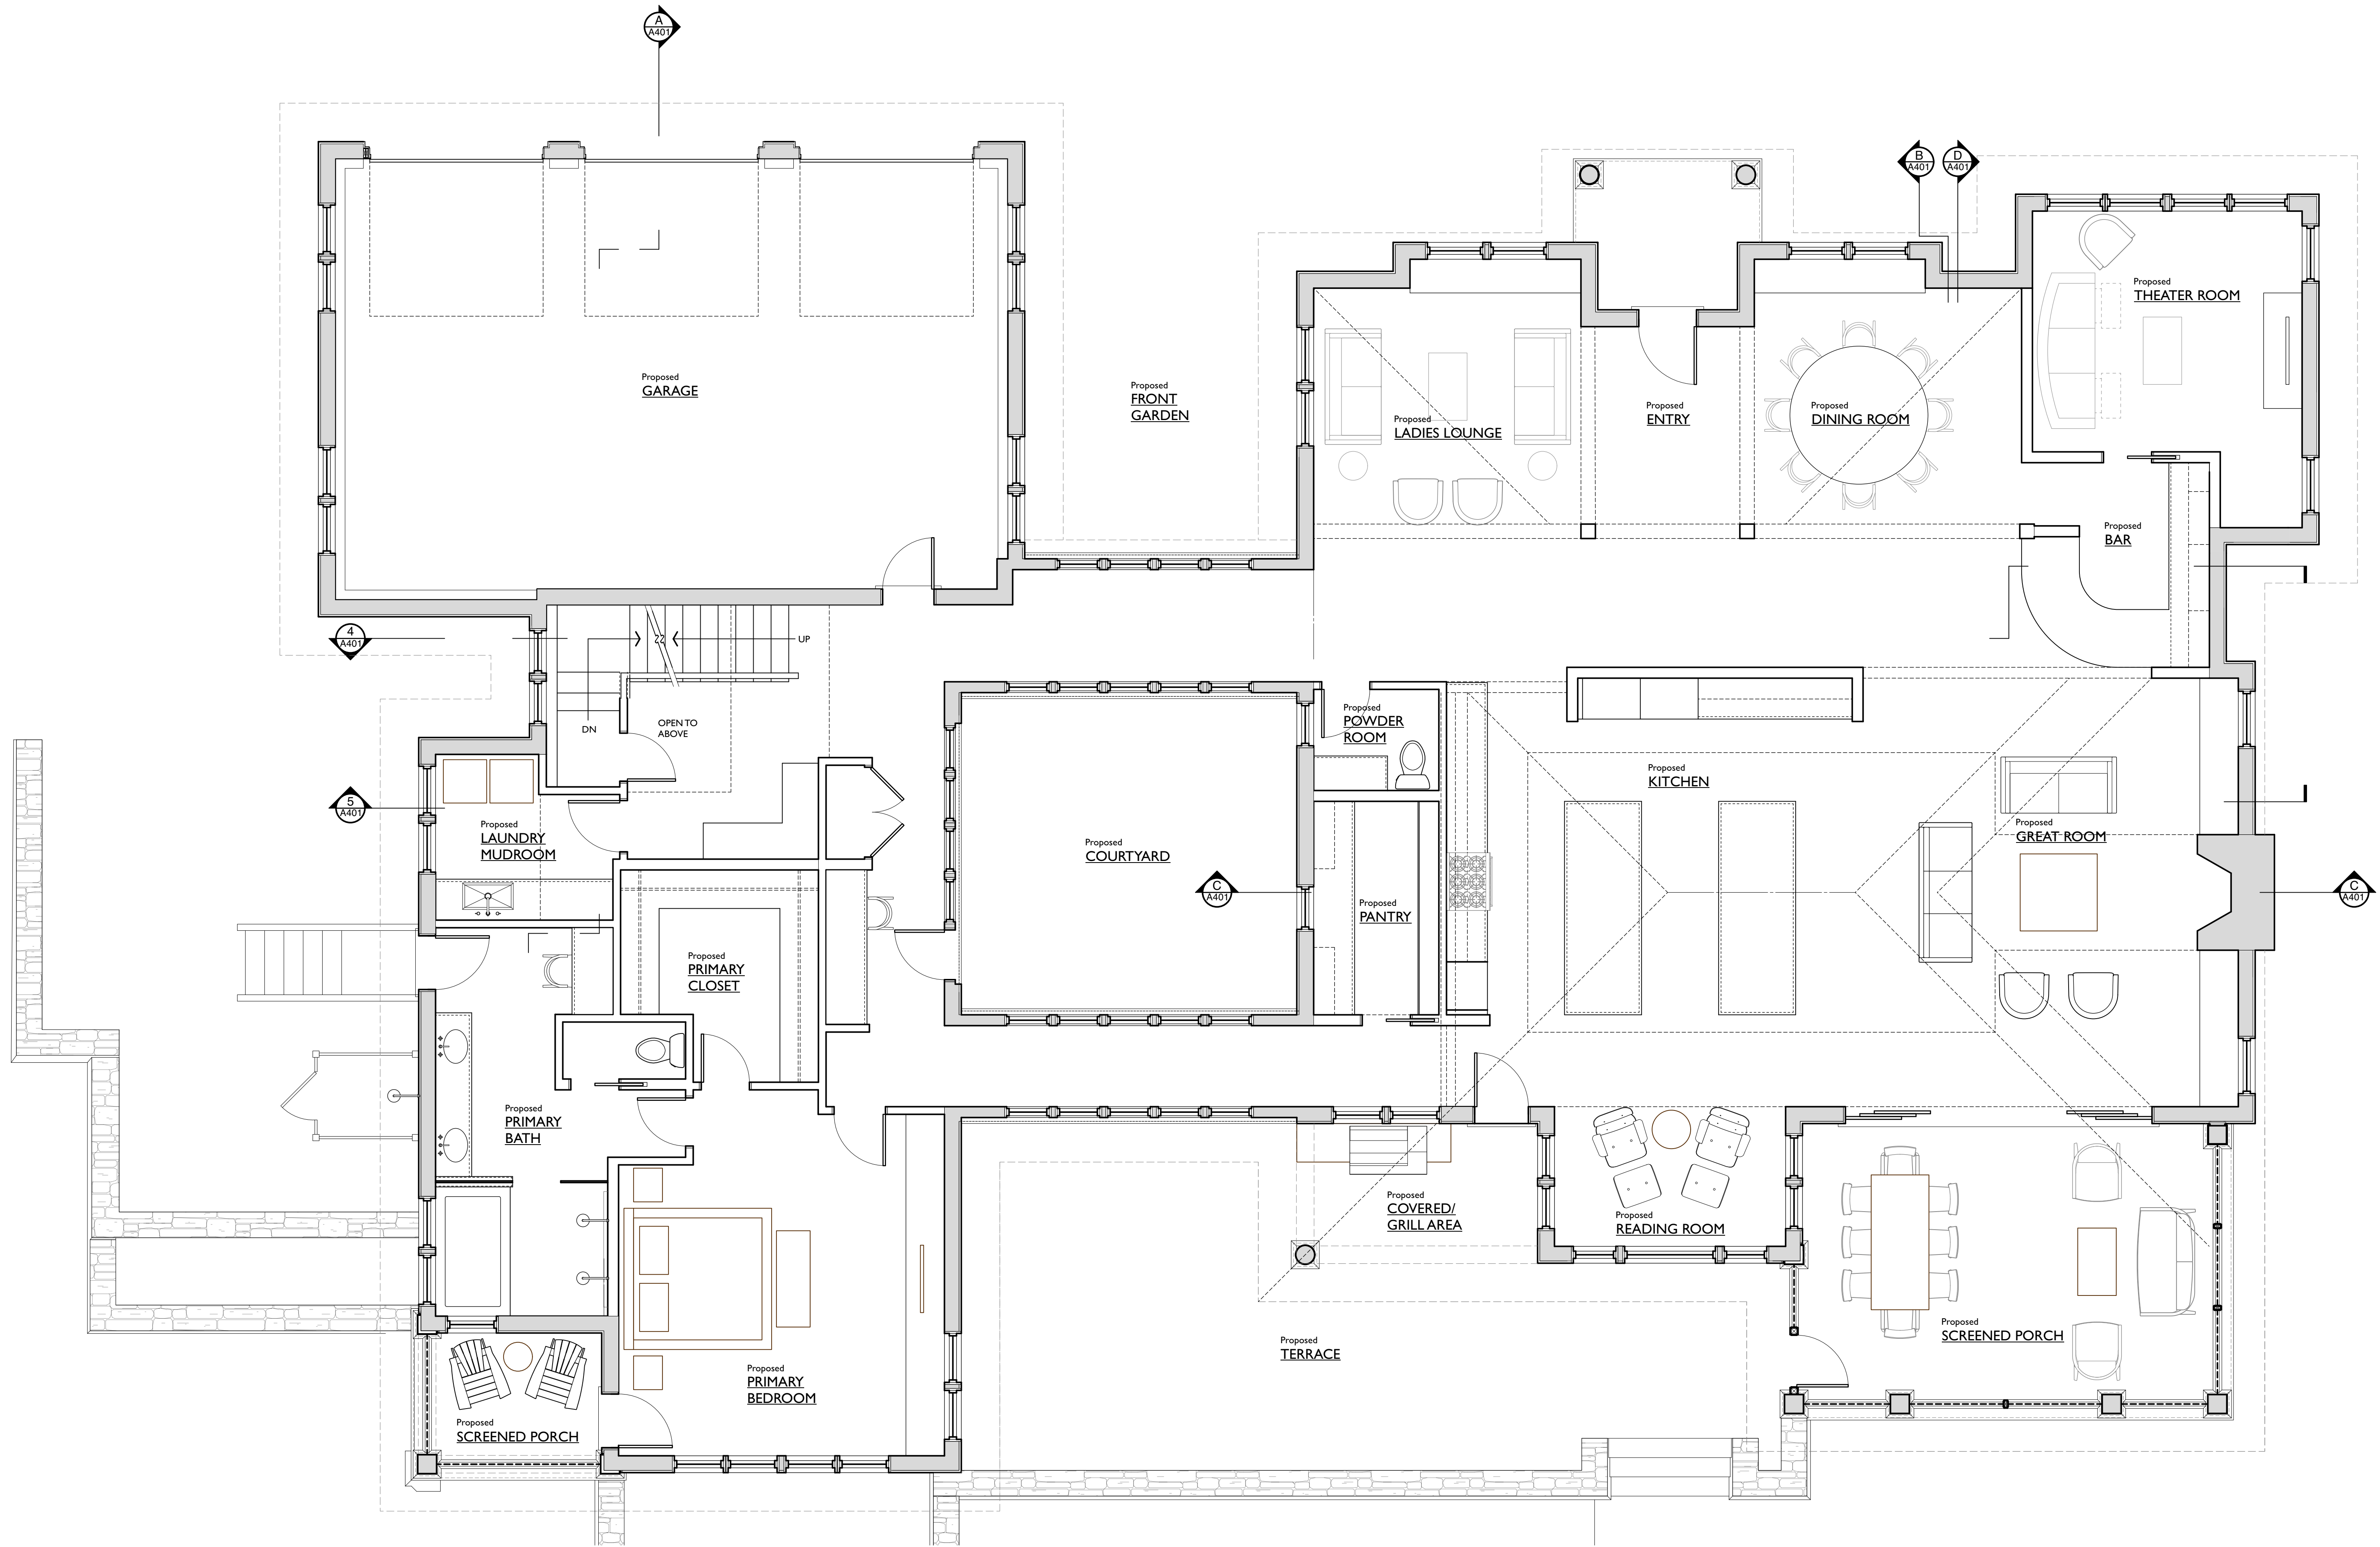 A
A401
B
A401
D
A401
Proposed
THEATER ROOM
Proposed
GARAGE
Proposed
FRONT
GARDEN
Proposed
LADIES LOUNGE
Proposed
ENTRY
Proposed
DINING ROOM
Proposed
BAR
4
A401
UP
DN
OPEN TO
ABOVE
Proposed
POWDER
ROOM
Proposed
KITCHEN
5
A401
Proposed
LAUNDRY
MUDROOM
Proposed
COURTYARD
Proposed
GREAT ROOM
C
A401
C
A401
Proposed
PANTRY
Proposed
PRIMARY
CLOSET
Proposed
PRIMARY
BATH
Proposed
COVERED/
GRILL AREA
Proposed
READING ROOM
Proposed
TERRACE
Proposed
SCREENED PORCH
Proposed
PRIMARY
BEDROOM
Proposed
SCREENED PORCH